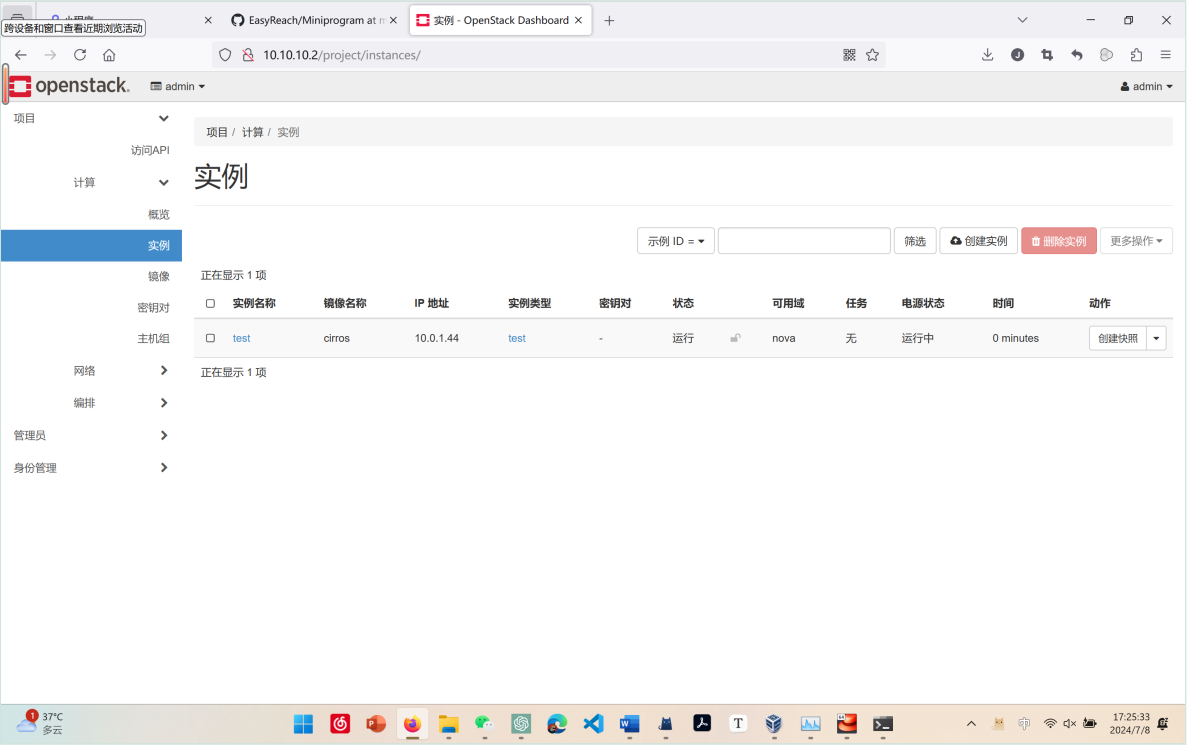 小程序
EasyReach/Miniprogram at m
实例 - OpenStack Dashboard
跨设备和窗口查看近期浏览活动
10.10.10.2/project/instances/
openstack.
admin
admin
项目
访问API
计算
概览
实例
镜像
密钥对
主机组
网络
编排
管理员
身份管理
项目 / 计算 / 实例
实例
示例 ID =
筛选
创建实例
删除实例
更多操作
正在显示 1 项
实例名称 镜像名称 IP 地址 实例类型 密钥对 状态 可用域 任务 电源状态 时间 动作
test cirros 10.0.1.44 test - 运行 nova 无 运行中 0 minutes 创建快照
正在显示 1 项
1
37°C
多云
中
17:25:33
2024/7/8